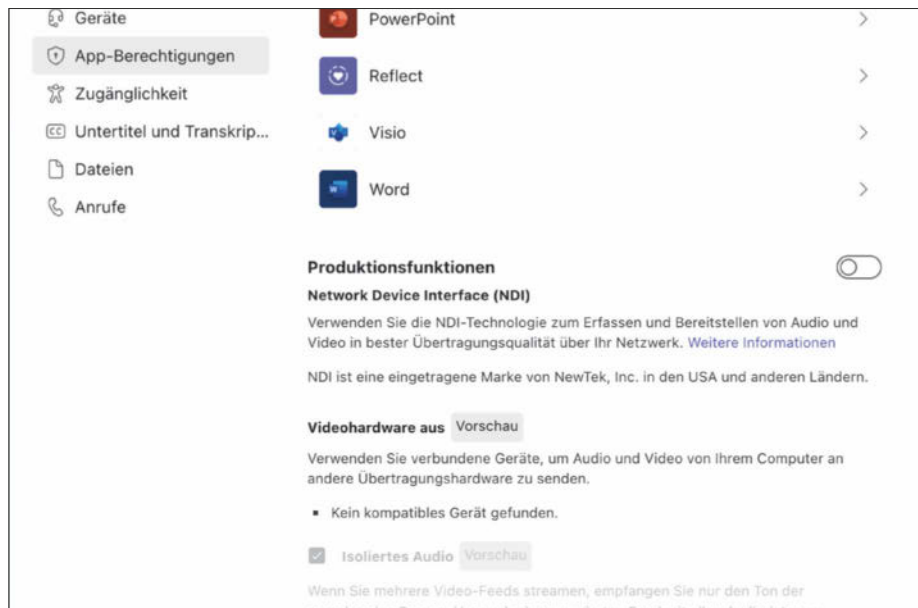 Geräte
App-Berechtigungen
Zugänglichkeit
Untertitel und Transkrip...
Dateien
Anrufe
PowerPoint
Reflect
Visio
Word
Produktionsfunktionen
Network Device Interface (NDI)
Verwenden Sie die NDI-Technologie zum Erfassen und Bereitstellen von Audio und
Video in bester Übertragungsqualität über Ihr Netzwerk. Weitere Informationen
NDI ist eine eingetragene Marke von NewTek, Inc. in den USA und anderen Ländern.
Videohardware aus Vorschau
Verwenden Sie verbundene Geräte, um Audio und Video von Ihrem Computer an
andere Übertragungshardware zu senden.
▪ Kein kompatibles Gerät gefunden.
Isoliertes Audio Vorschau
Wenn Sie mehrere Video-Feeds streamen, empfangen Sie nur den Ton der